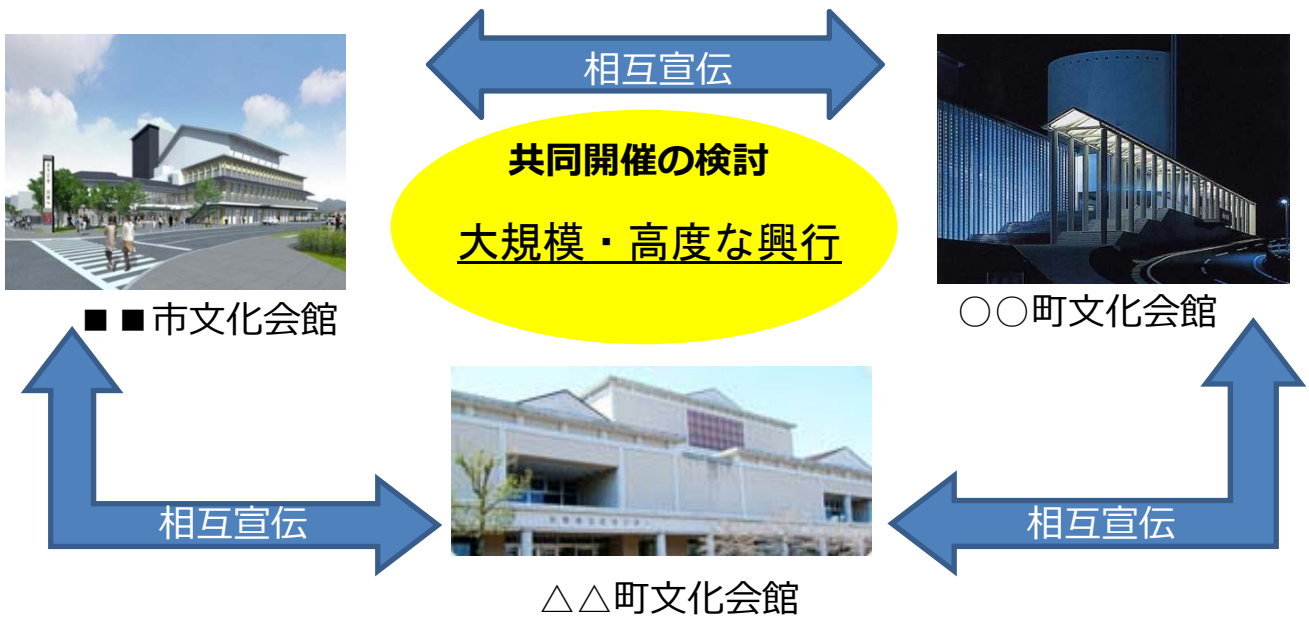 相互宣伝
共同開催の検討
大規模・高度な興行
■■市文化会館
○○町文化会館
相互宣伝
相互宣伝
△△町文化会館